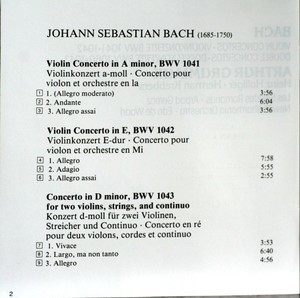 JOHANN SEBASTIAN BACH (1685-1750)
Violin Concerto in A minor, BWV 1041
Violinkonzert a-moll · Concerto pour
violon et orchestre en la
1 1. (Allegro moderato) 3:56
2 2. Andante 6:04
3 3. Allegro assai 3:56
Violin Concerto in E, BWV 1042
Violinkonzert E-dur · Concerto pour
violon et orchestre en Mi
4 1. Allegro 7:58
5 2. Adagio 5:55
6 3. Allegro assai 2:55
Concerto in D minor, BWV 1043
for two violins, strings, and continuo
Konzert d-moll für zwei Violinen,
Streicher und Continuo · Concerto en ré
pour deux violons, cordes et continuo
7 1. Vivace 3:53
8 2. Largo, ma non tanto 6:40
9 3. Allegro 4:56
2